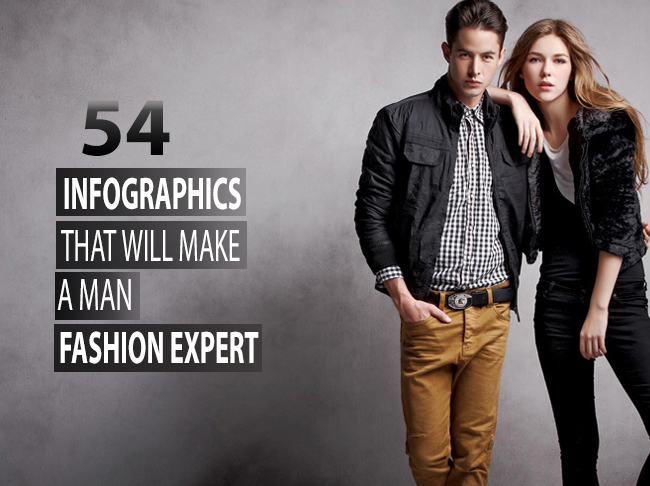 54
INFOGRAPHICS
THAT WILL MAKE
A MAN
FASHION EXPERT